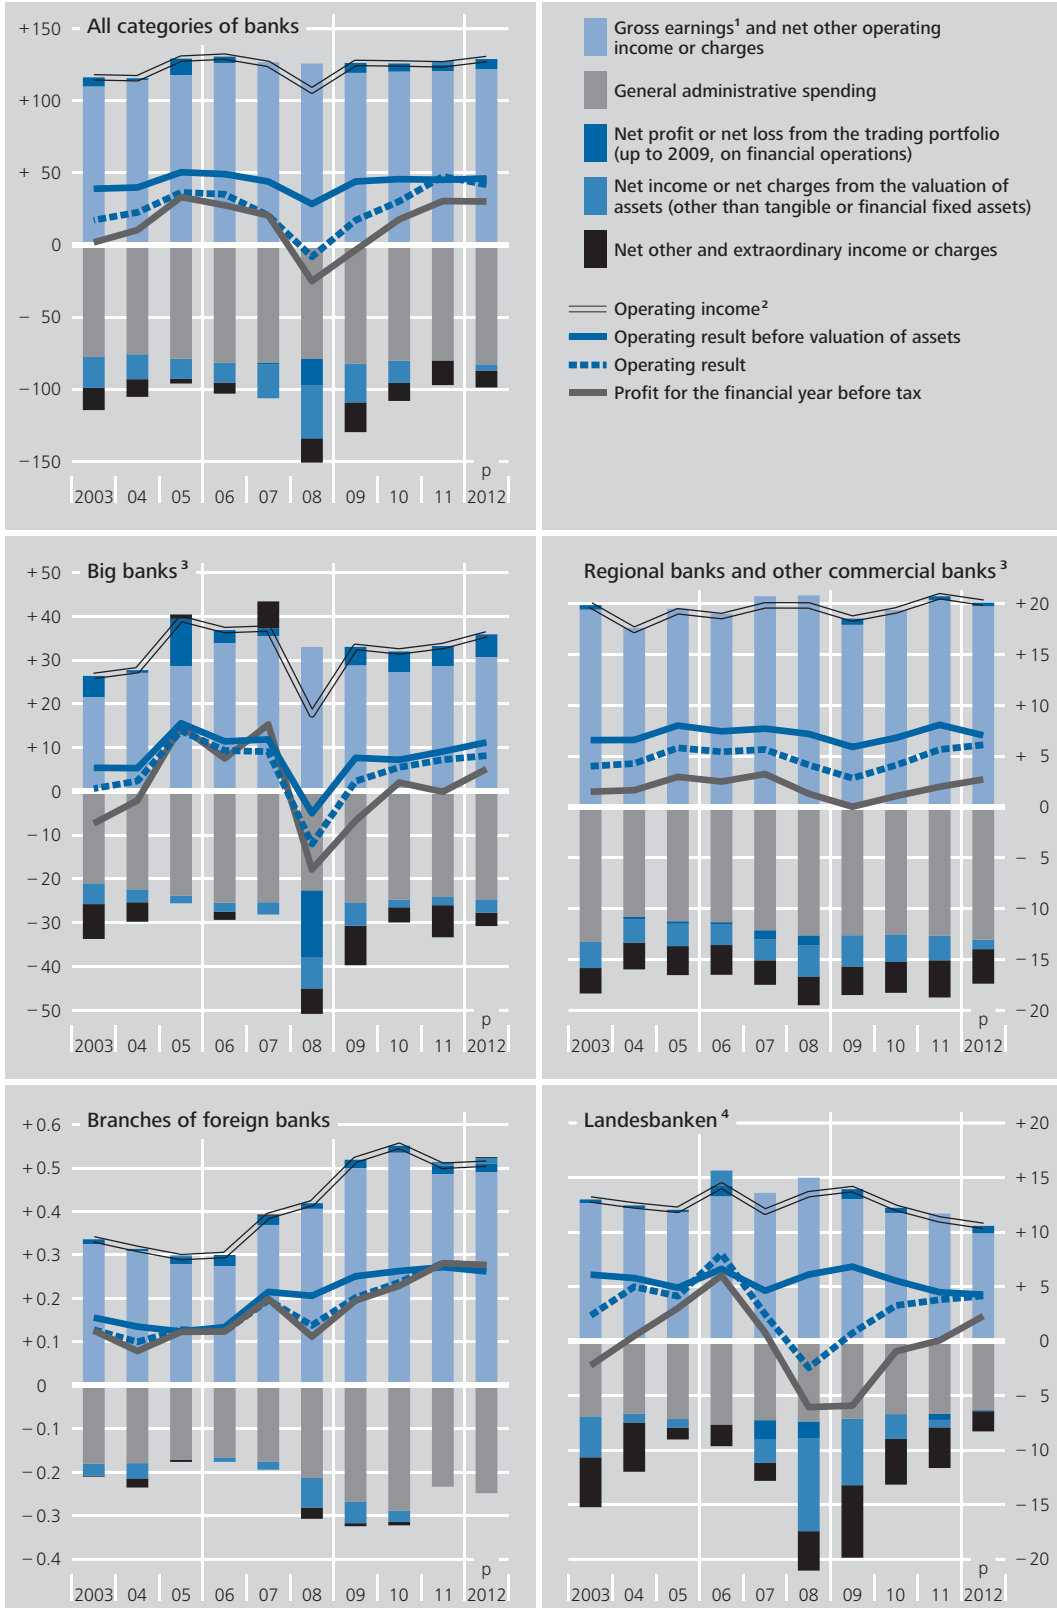 All categories of banks
+150
+100
+ 50
0
− 50
−100
−150
p
2003 04 05 06 07 08 09 10 11 2012
Gross earnings¹ and net other operating
income or charges
General administrative spending
Net profit or net loss from the trading portfolio
(up to 2009, on financial operations)
Net income or net charges from the valuation of
assets (other than tangible or financial fixed assets)
Net other and extraordinary income or charges
Operating income²
Operating result before valuation of assets
Operating result
Profit for the financial year before tax
Big banks ³
+50
+40
+30
+20
+10
0
−10
−20
−30
−40
−50
p
2003 04 05 06 07 08 09 10 11 2012
Regional banks and other commercial banks ³
+20
+15
+10
+ 5
0
− 5
−10
−15
−20
p
2003 04 05 06 07 08 09 10 11 2012
Branches of foreign banks
+0.6
+0.5
+0.4
+0.3
+0.2
+0.1
0
−0.1
−0.2
−0.3
−0.4
p
2003 04 05 06 07 08 09 10 11 2012
Landesbanken ⁴
+20
+15
+10
+ 5
0
− 5
−10
−15
−20
p
2003 04 05 06 07 08 09 10 11 2012